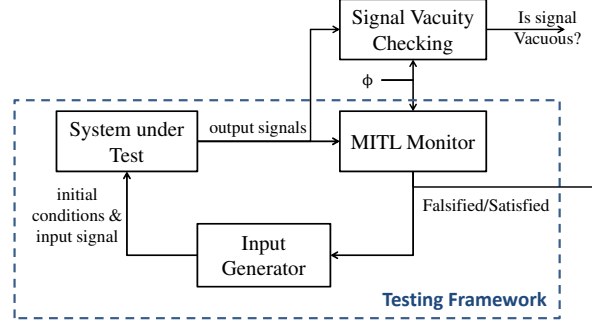 Signal Vacuity
Checking
Is signal
Vacuous?
ϕ
System under
Test
output signals
MITL Monitor
initial
conditions &
input signal
Falsified/Satisfied
Input
Generator
Testing Framework